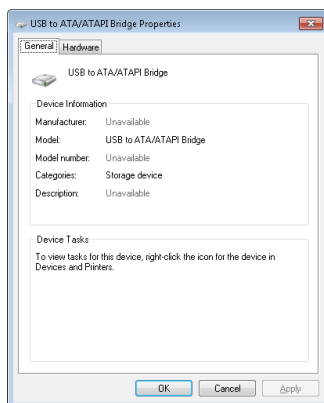 USB to ATA/ATAPI Bridge Properties
General Hardware
USB to ATA/ATAPI Bridge
Device Information
Manufacturer: Unavailable
Model: USB to ATA/ATAPI Bridge
Model number: Unavailable
Categories: Storage device
Description: Unavailable
Device Tasks
To view tasks for this device, right-click the icon for the device in
Devices and Printers.
OK Cancel Apply